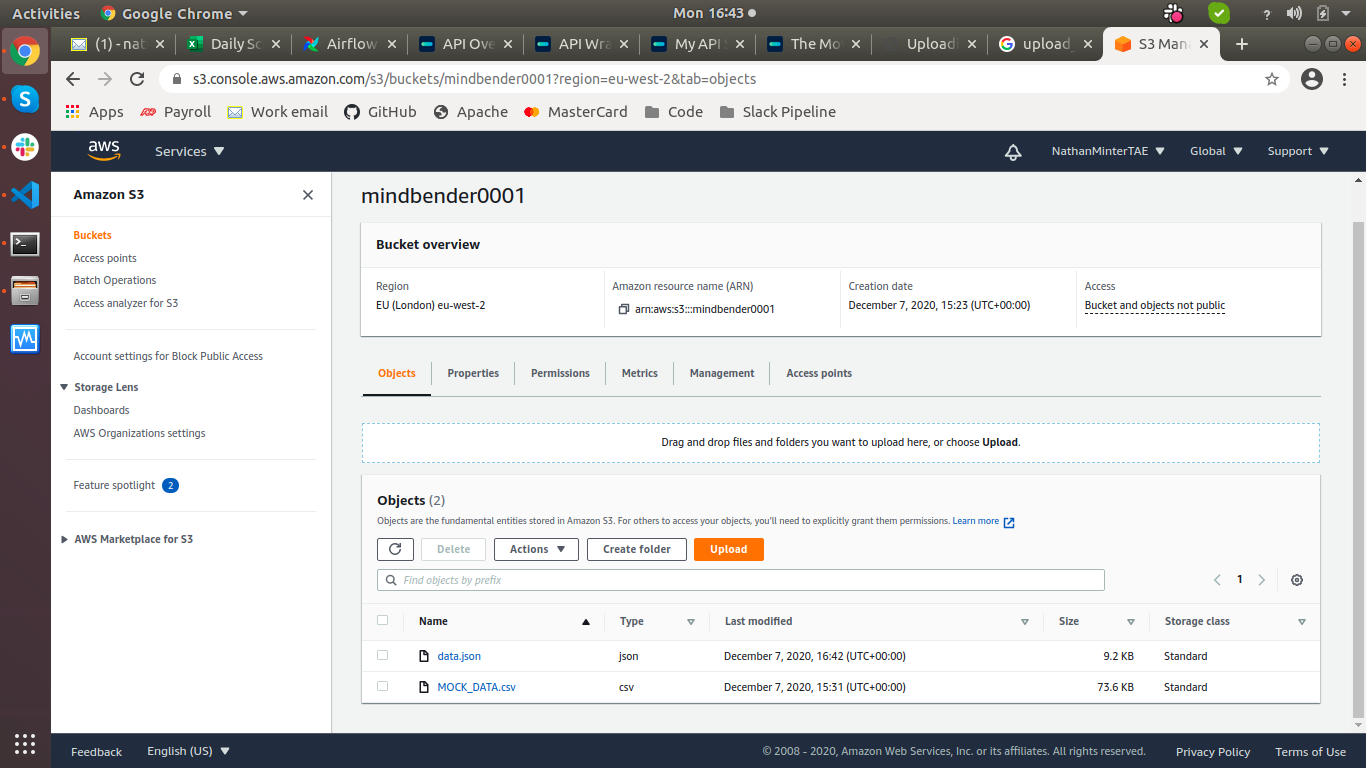 Activities Google Chrome Mon 16:43
(1) - nat Daily Sc Airflow API Ove API Wra My API S The Mo Upload upload_ S3 Man
s3.console.aws.amazon.com/s3/buckets/mindbender0001?region=eu-west-2&tab=objects
Apps Payroll Work email GitHub Apache MasterCard Code Slack Pipeline
aws Services NathanMinterTAE Global Support
Amazon S3
Buckets
Access points
Batch Operations
Access analyzer for S3
Account settings for Block Public Access
Storage Lens
Dashboards
AWS Organizations settings
Feature spotlight 2
AWS Marketplace for S3
mindbender0001
Bucket overview
Region Amazon resource name (ARN) Creation date Access
EU (London) eu-west-2 arn:aws:s3:::mindbender0001 December 7, 2020, 15:23 (UTC+00:00) Bucket and objects not public
Objects Properties Permissions Metrics Management Access points
Drag and drop files and folders you want to upload here, or choose Upload.
Objects (2)
Objects are the fundamental entities stored in Amazon S3. For others to access your objects, you'll need to explicitly grant them permissions. Learn more
Delete Actions Create folder Upload
Find objects by prefix 1
Name Type Last modified Size Storage class
data.json json December 7, 2020, 16:42 (UTC+00:00) 9.2 KB Standard
MOCK_DATA.csv csv December 7, 2020, 15:31 (UTC+00:00) 73.6 KB Standard
Feedback English (US) © 2008 - 2020, Amazon Web Services, Inc. or its affiliates. All rights reserved. Privacy Policy Terms of Use